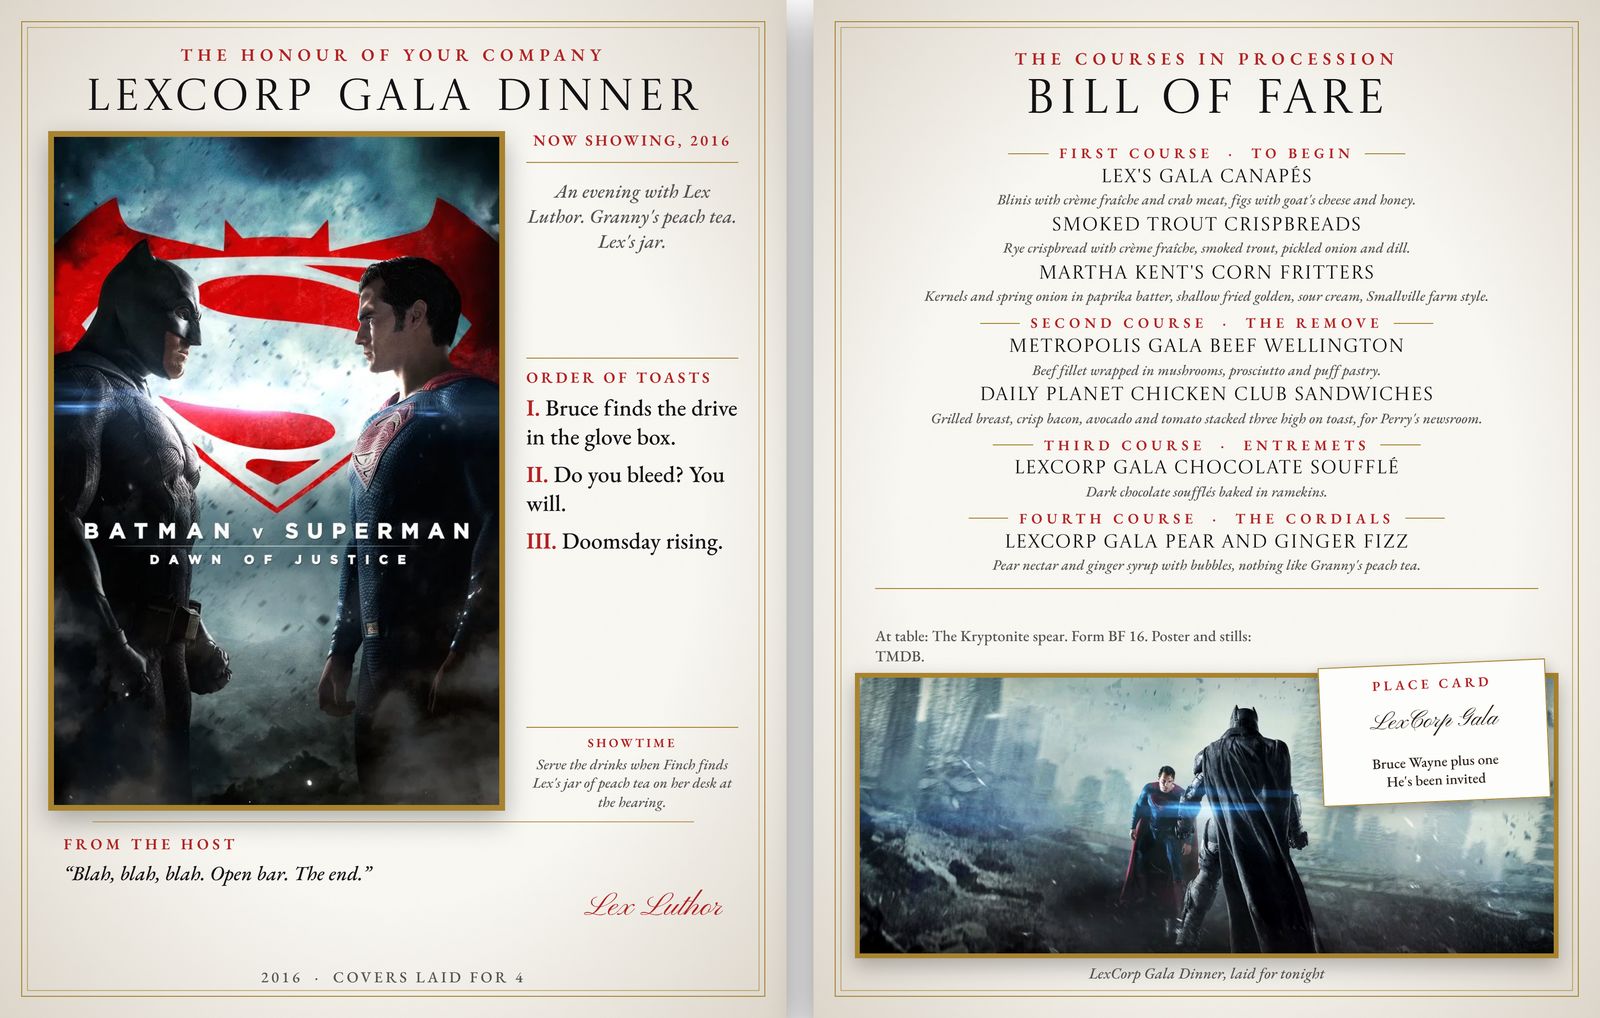 THE HONOUR OF YOUR COMPANY
LEXCORP GALA DINNER
BATMAN v SUPERMAN
DAWN OF JUSTICE
NOW SHOWING, 2016
An evening with Lex
Luthor. Granny's peach tea.
Lex's jar.
ORDER OF TOASTS
I. Bruce finds the drive
in the glove box.
II. Do you bleed? You
will.
III. Doomsday rising.
SHOWTIME
Serve the drinks when Finch finds
Lex's jar of peach tea on her desk at
the hearing.
FROM THE HOST
“Blah, blah, blah. Open bar. The end.”
Lex Luthor
2016 · COVERS LAID FOR 4
THE COURSES IN PROCESSION
BILL OF FARE
FIRST COURSE · TO BEGIN
LEX'S GALA CANAPÉS
Blinis with crème fraîche and crab meat, figs with goat's cheese and honey.
SMOKED TROUT CRISPBREADS
Rye crispbread with crème fraîche, smoked trout, pickled onion and dill.
MARTHA KENT'S CORN FRITTERS
Kernels and spring onion in paprika batter, shallow fried golden, sour cream, Smallville farm style.
SECOND COURSE · THE REMOVE
METROPOLIS GALA BEEF WELLINGTON
Beef fillet wrapped in mushrooms, prosciutto and puff pastry.
DAILY PLANET CHICKEN CLUB SANDWICHES
Grilled breast, crisp bacon, avocado and tomato stacked three high on toast, for Perry's newsroom.
THIRD COURSE · ENTREMETS
LEXCORP GALA CHOCOLATE SOUFFLÉ
Dark chocolate soufflés baked in ramekins.
FOURTH COURSE · THE CORDIALS
LEXCORP GALA PEAR AND GINGER FIZZ
Pear nectar and ginger syrup with bubbles, nothing like Granny's peach tea.
At table: The Kryptonite spear. Form BF 16. Poster and stills:
TMDB.
PLACE CARD
LexCorp Gala
Bruce Wayne plus one
He's been invited
LexCorp Gala Dinner, laid for tonight